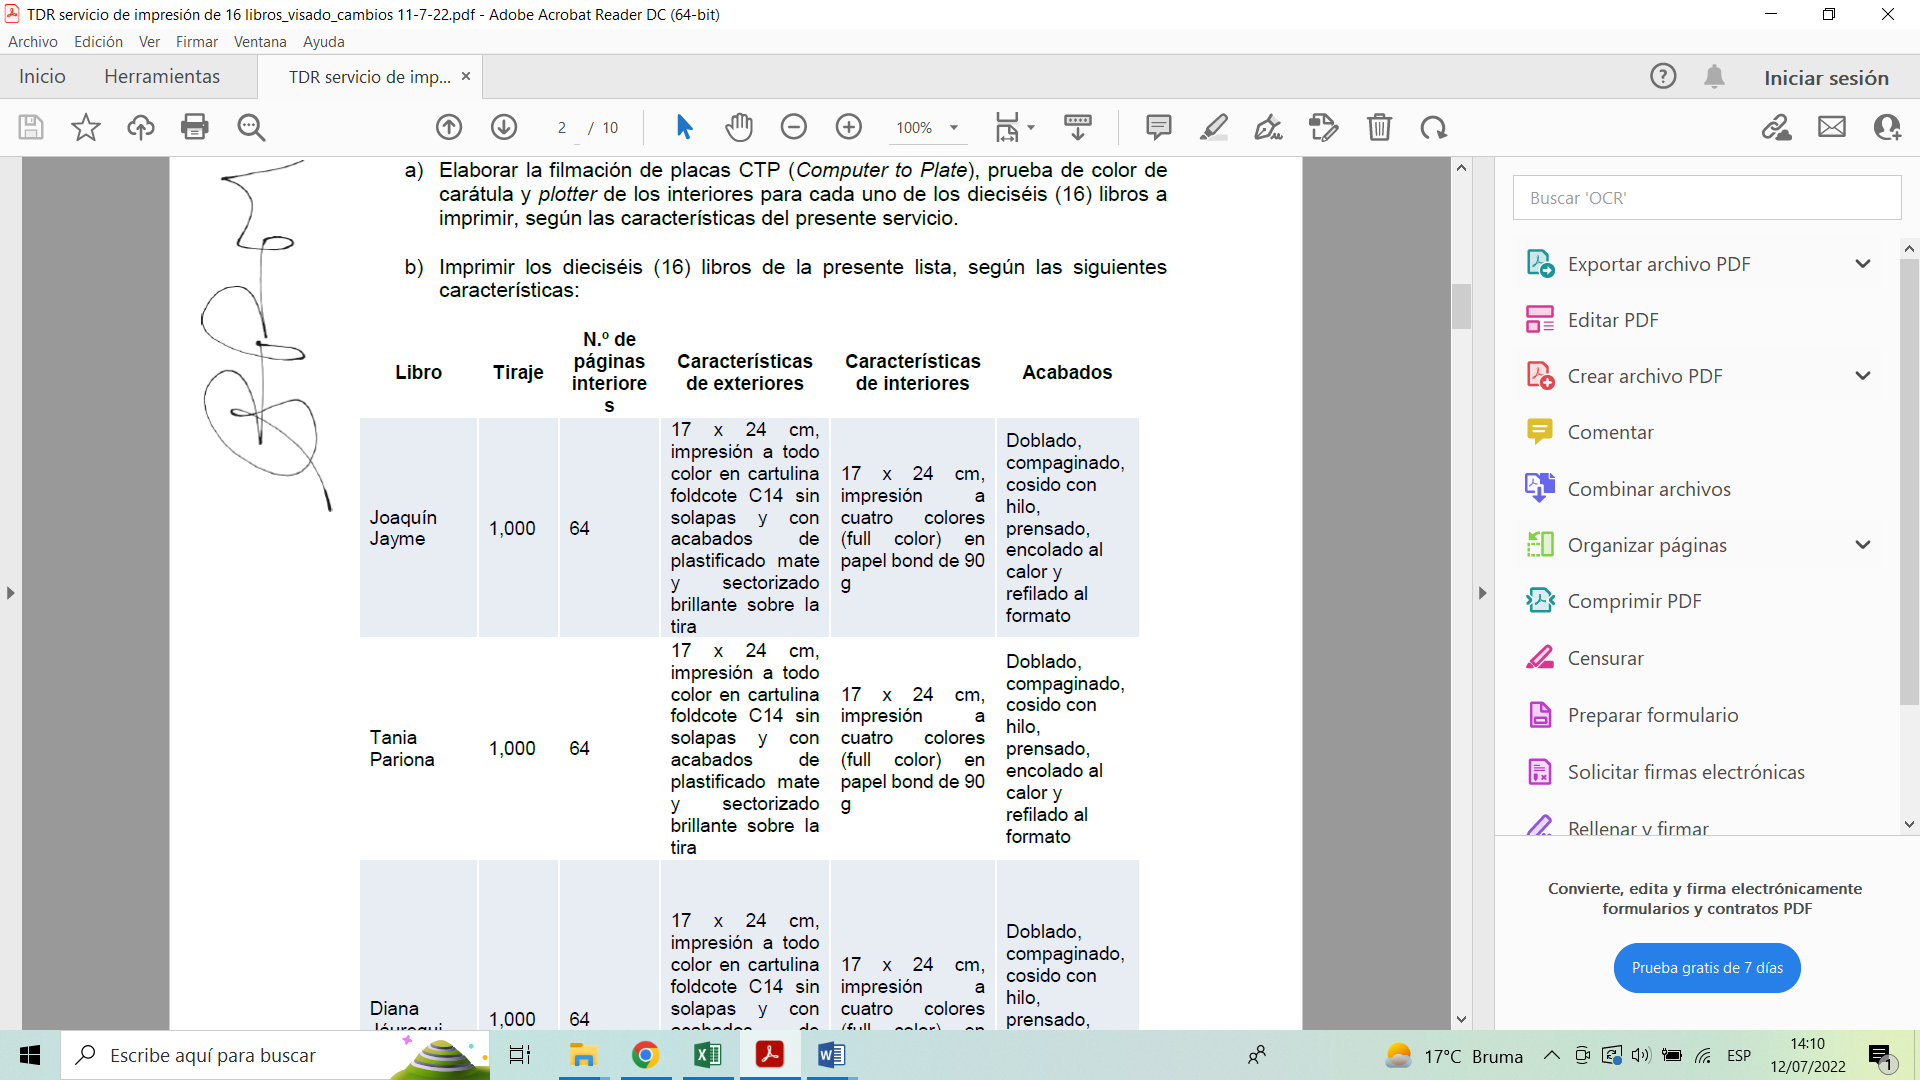 TDR servicio de impresión de 16 libros_visado_cambios 11-7-22.pdf - Adobe Acrobat Reader DC (64-bit)
Archivo Edición Ver Firmar Ventana Ayuda
Inicio Herramientas TDR servicio de imp... Iniciar sesión
2 / 10 100%
a) Elaborar la filmación de placas CTP (Computer to Plate), prueba de color de
carátula y plotter de los interiores para cada uno de los dieciséis (16) libros a
imprimir, según las características del presente servicio.
b) Imprimir los dieciséis (16) libros de la presente lista, según las siguientes
características:
Libro
Tiraje
N.º de
páginas
interiore
s
Características
de exteriores
Características
de interiores
Acabados
Joaquín
Jayme
1,000
64
17 x 24 cm,
impresión a todo
color en cartulina
foldcote C14 sin
solapas y con
acabados de
plastificado mate
y sectorizado
brillante sobre la
tira
17 x 24 cm,
impresión a
cuatro colores
(full color) en
papel bond de 90
g
Doblado,
compaginado,
cosido con
hilo,
prensado,
encolado al
calor y
refilado al
formato
Tania
Pariona
1,000
64
17 x 24 cm,
impresión a todo
color en cartulina
foldcote C14 sin
solapas y con
acabados de
plastificado mate
y sectorizado
brillante sobre la
tira
17 x 24 cm,
impresión a
cuatro colores
(full color) en
papel bond de 90
g
Doblado,
compaginado,
cosido con
hilo,
prensado,
encolado al
calor y
refilado al
formato
Diana
Jáuregui
1,000
64
17 x 24 cm,
impresión a todo
color en cartulina
foldcote C14 sin
solapas y con
acabados de
17 x 24 cm,
impresión a
cuatro colores
(full color) en
Doblado,
compaginado,
cosido con
hilo,
prensado,
Buscar 'OCR'
Exportar archivo PDF
Editar PDF
Crear archivo PDF
Comentar
Combinar archivos
Organizar páginas
Comprimir PDF
Censurar
Preparar formulario
Solicitar firmas electrónicas
Rellenar y firmar
Convierte, edita y firma electrónicamente
formularios y contratos PDF
Prueba gratis de 7 días
Escribe aquí para buscar
17°C Bruma
ESP
14:10
12/07/2022
1